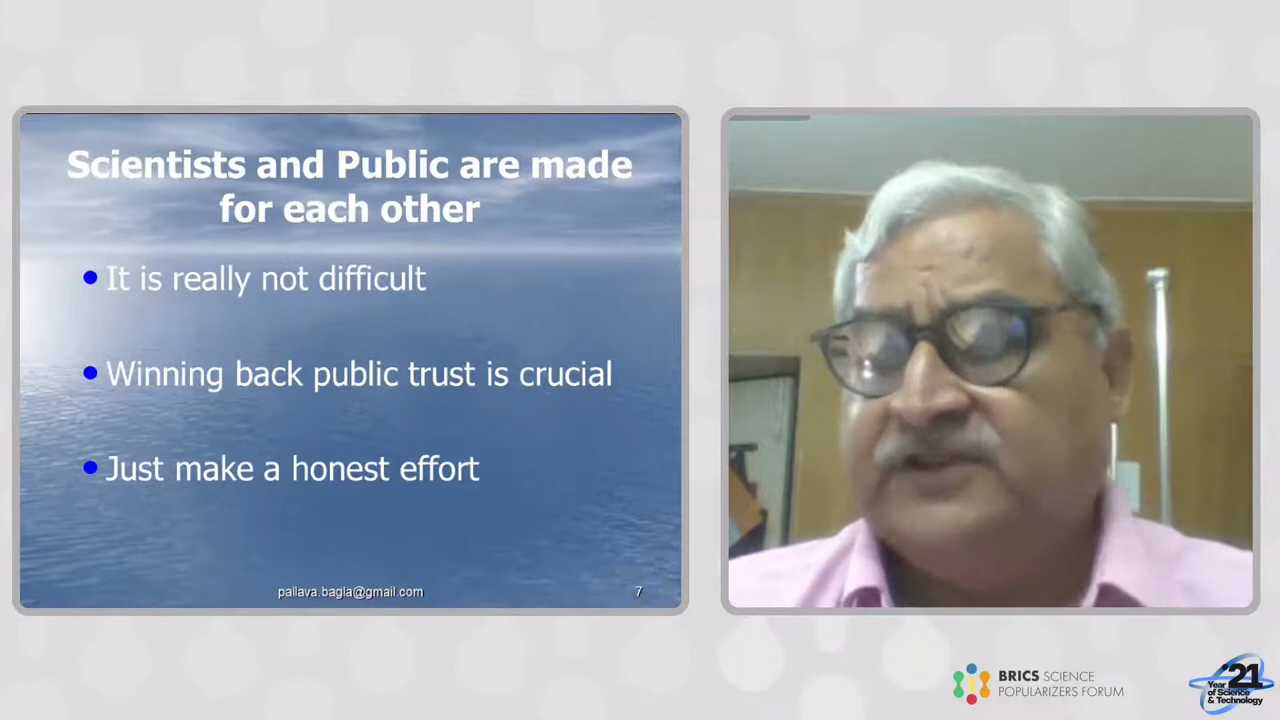 Scientists and Public are made
for each other
It is really not difficult
Winning back public trust is crucial
Just make a honest effort
pallava.bagla@gmail.com
7
BRICS SCIENCE
POPULARIZERS FORUM
'21
Year
of Science
& Technology